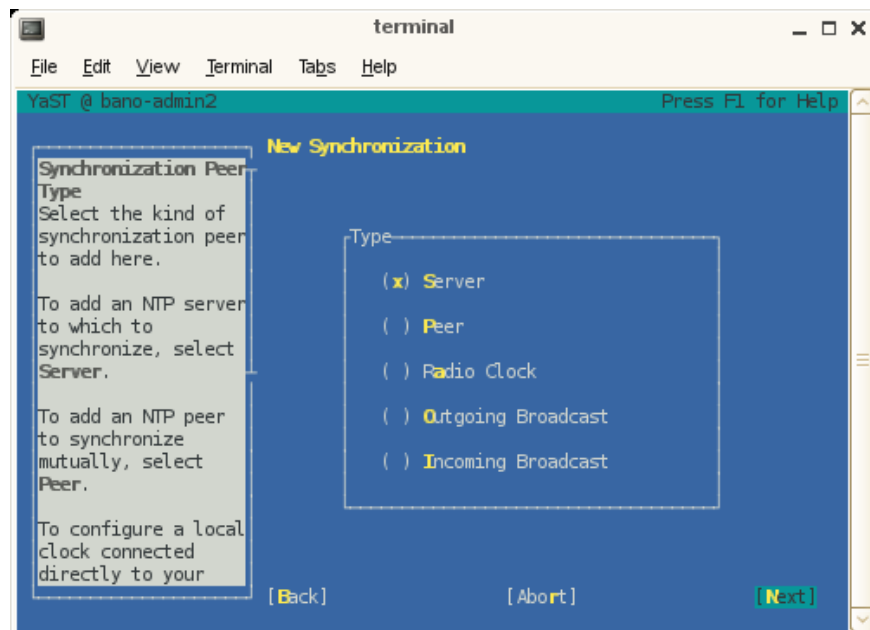 terminal
File Edit View Terminal Tabs Help
YaST @ bano-admin2 Press F1 for Help
New Synchronization
Synchronization Peer
Type
Select the kind of
synchronization peer
to add here.
To add an NTP server
to which to
synchronize, select
Server.
To add an NTP peer
to synchronize
mutually, select
Peer.
To configure a local
clock connected
directly to your
Type
(x) Server
( ) Peer
( ) Radio Clock
( ) Outgoing Broadcast
( ) Incoming Broadcast
[Back] [Abort] [Next]